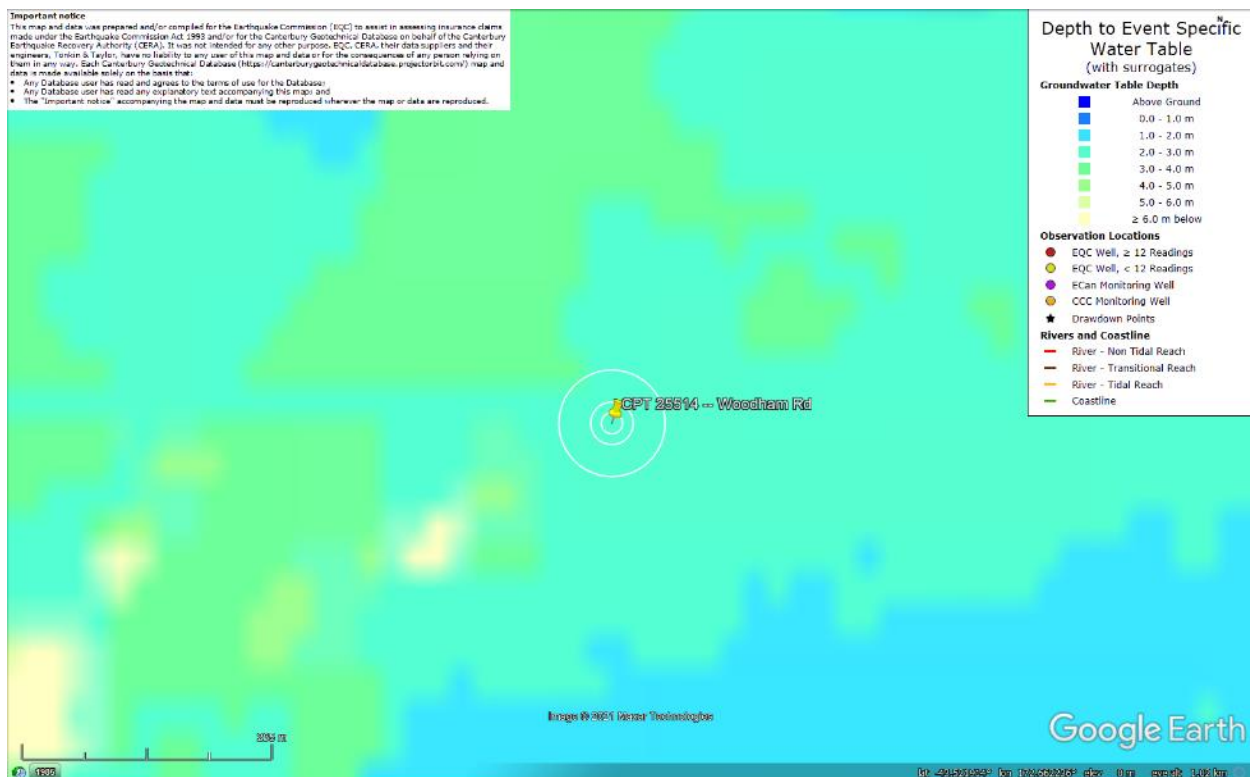 Important notice
This map and data was prepared and/or compiled for the Earthquake Commission (EQC) to assist in assessing insurance claims
made under the Earthquake Commission Act 1993 and/or for the Canterbury Geotechnical Database on behalf of the Canterbury
Earthquake Recovery Authority (CERA). It was not intended for any other purpose. EQC, CERA, their data suppliers and their
engineers, Tonkin & Taylor, have no liability to any user of this map and data or for the consequences of any person relying on
them in any way. Each Canterbury Geotechnical Database (https://canterburygeotechnicaldatabase.projectorbit.com/) map and
data is made available solely on the basis that:
• Any Database user has read and agrees to the terms of use for the Database;
• Any Database user has read any explanatory text accompanying this map; and
• The "Important notice" accompanying the map and data must be reproduced wherever the map or data are reproduced.
N
Depth to Event Specific
Water Table
(with surrogates)
Groundwater Table Depth
Above Ground
0.0 - 1.0 m
1.0 - 2.0 m
2.0 - 3.0 m
3.0 - 4.0 m
4.0 - 5.0 m
5.0 - 6.0 m
≥ 6.0 m below
Observation Locations
EQC Well, ≥ 12 Readings
EQC Well, < 12 Readings
ECan Monitoring Well
CCC Monitoring Well
Drawdown Points
Rivers and Coastline
River - Non Tidal Reach
River - Transitional Reach
River - Tidal Reach
Coastline
CPT 25514 -- Woodham Rd
Image © 2021 Maxar Technologies
Google Earth
lon
elev 0 m eye alt 1.02 km